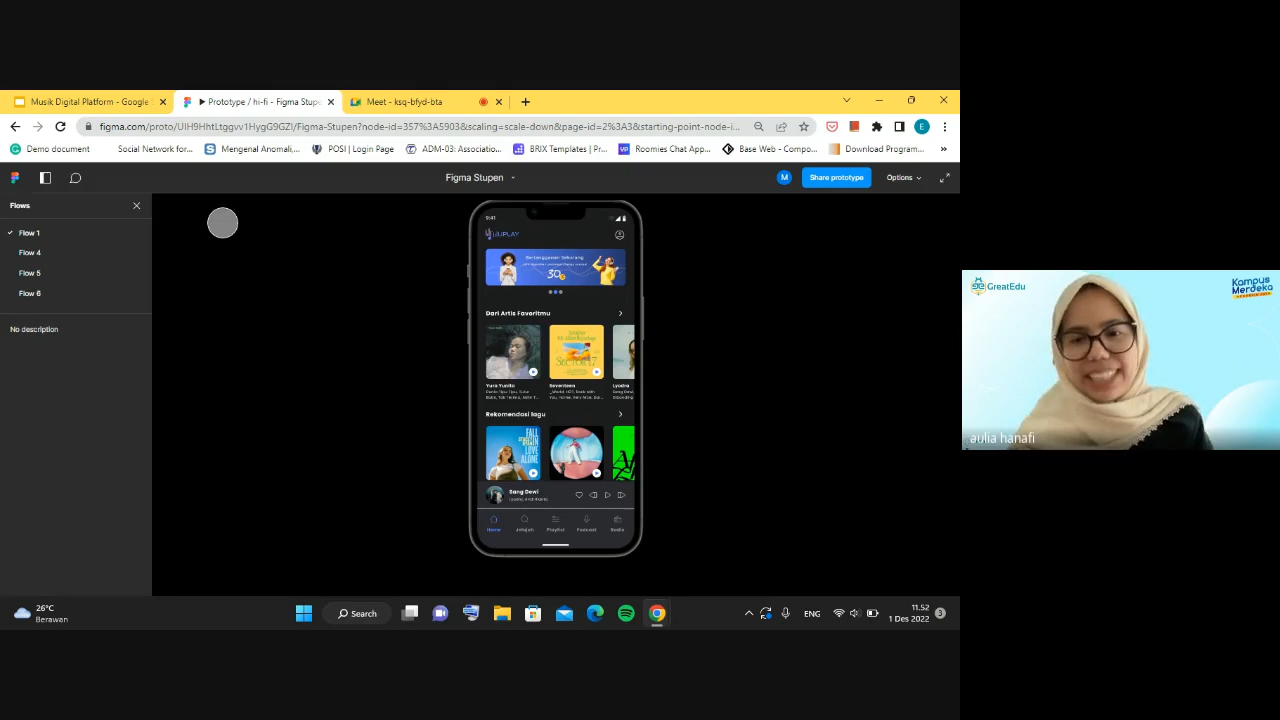 Musik Digital Platform - Google
Prototype / hi-fi - Figma Stupe
Meet - ksq-bfyd-bta
figma.com/proto/UIH9HhtLtggvv1HygG9GZI/Figma-Stupen?node-id=357%3A5903&scaling=scale-down&page-id=2%3A3&starting-point-node-i...
E
Demo document
Social Network for...
Mengenal Anomali,...
POSI | Login Page
ADM-03: Associatio...
BRIX Templates | Pr...
Roomies Chat App...
Base Web - Compo...
Download Program...
Figma Stupen
M
Share prototype
Options
Flows
Flow 1
Flow 4
Flow 5
Flow 6
No description
9:41
UPLAY
Berlangganan Sekarang
30
Dari Artis Favoritmu
SECTOR 17
Yura Yunita
Seventeen
Lyodra
Rekomendasi lagu
FALL
IN
LOVE
ALONE
Sang Dewi
Home
Jelajah
Playlist
Podcast
Radio
GreatEdu
Kampus
Merdeka
aulia hanafi
26°C
Berawan
Search
ENG
11.52
1 Des 2022
3